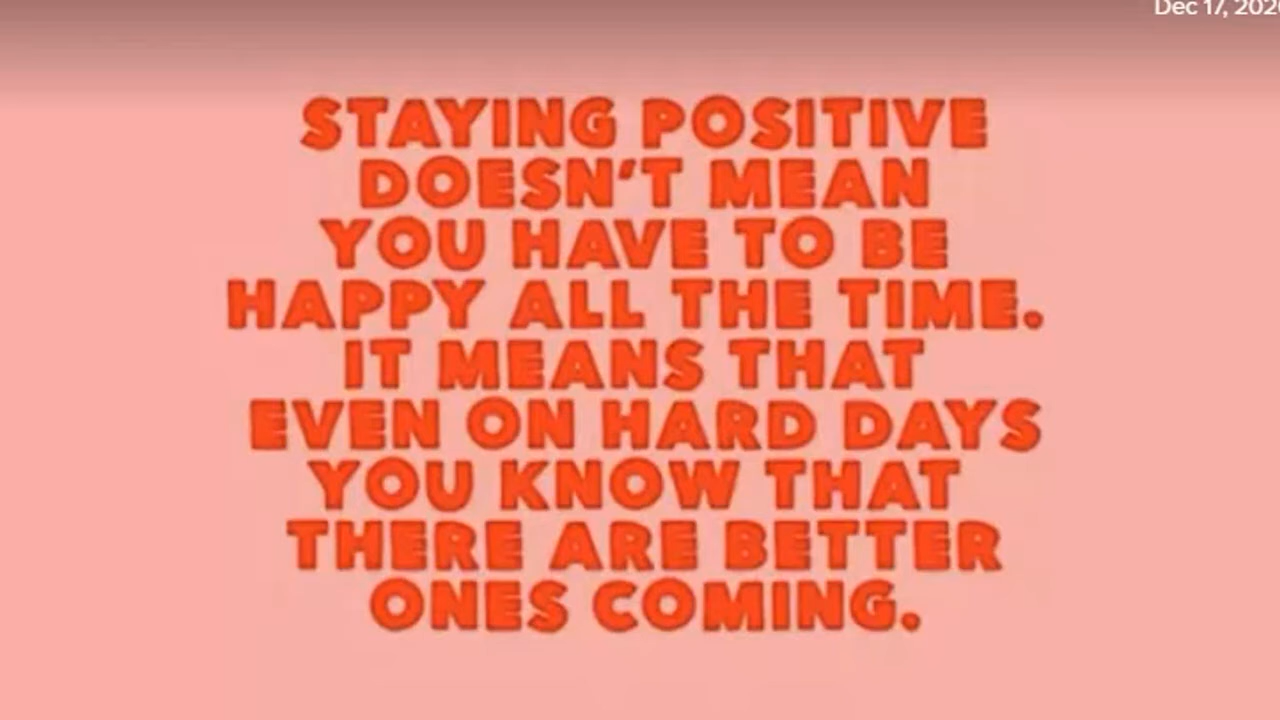 Dec 17, 202
STAYING POSITIVE
DOESN'T MEAN
YOU HAVE TO BE
HAPPY ALL THE TIME.
IT MEANS THAT
EVEN ON HARD DAYS
YOU KNOW THAT
THERE ARE BETTER
ONES COMING.